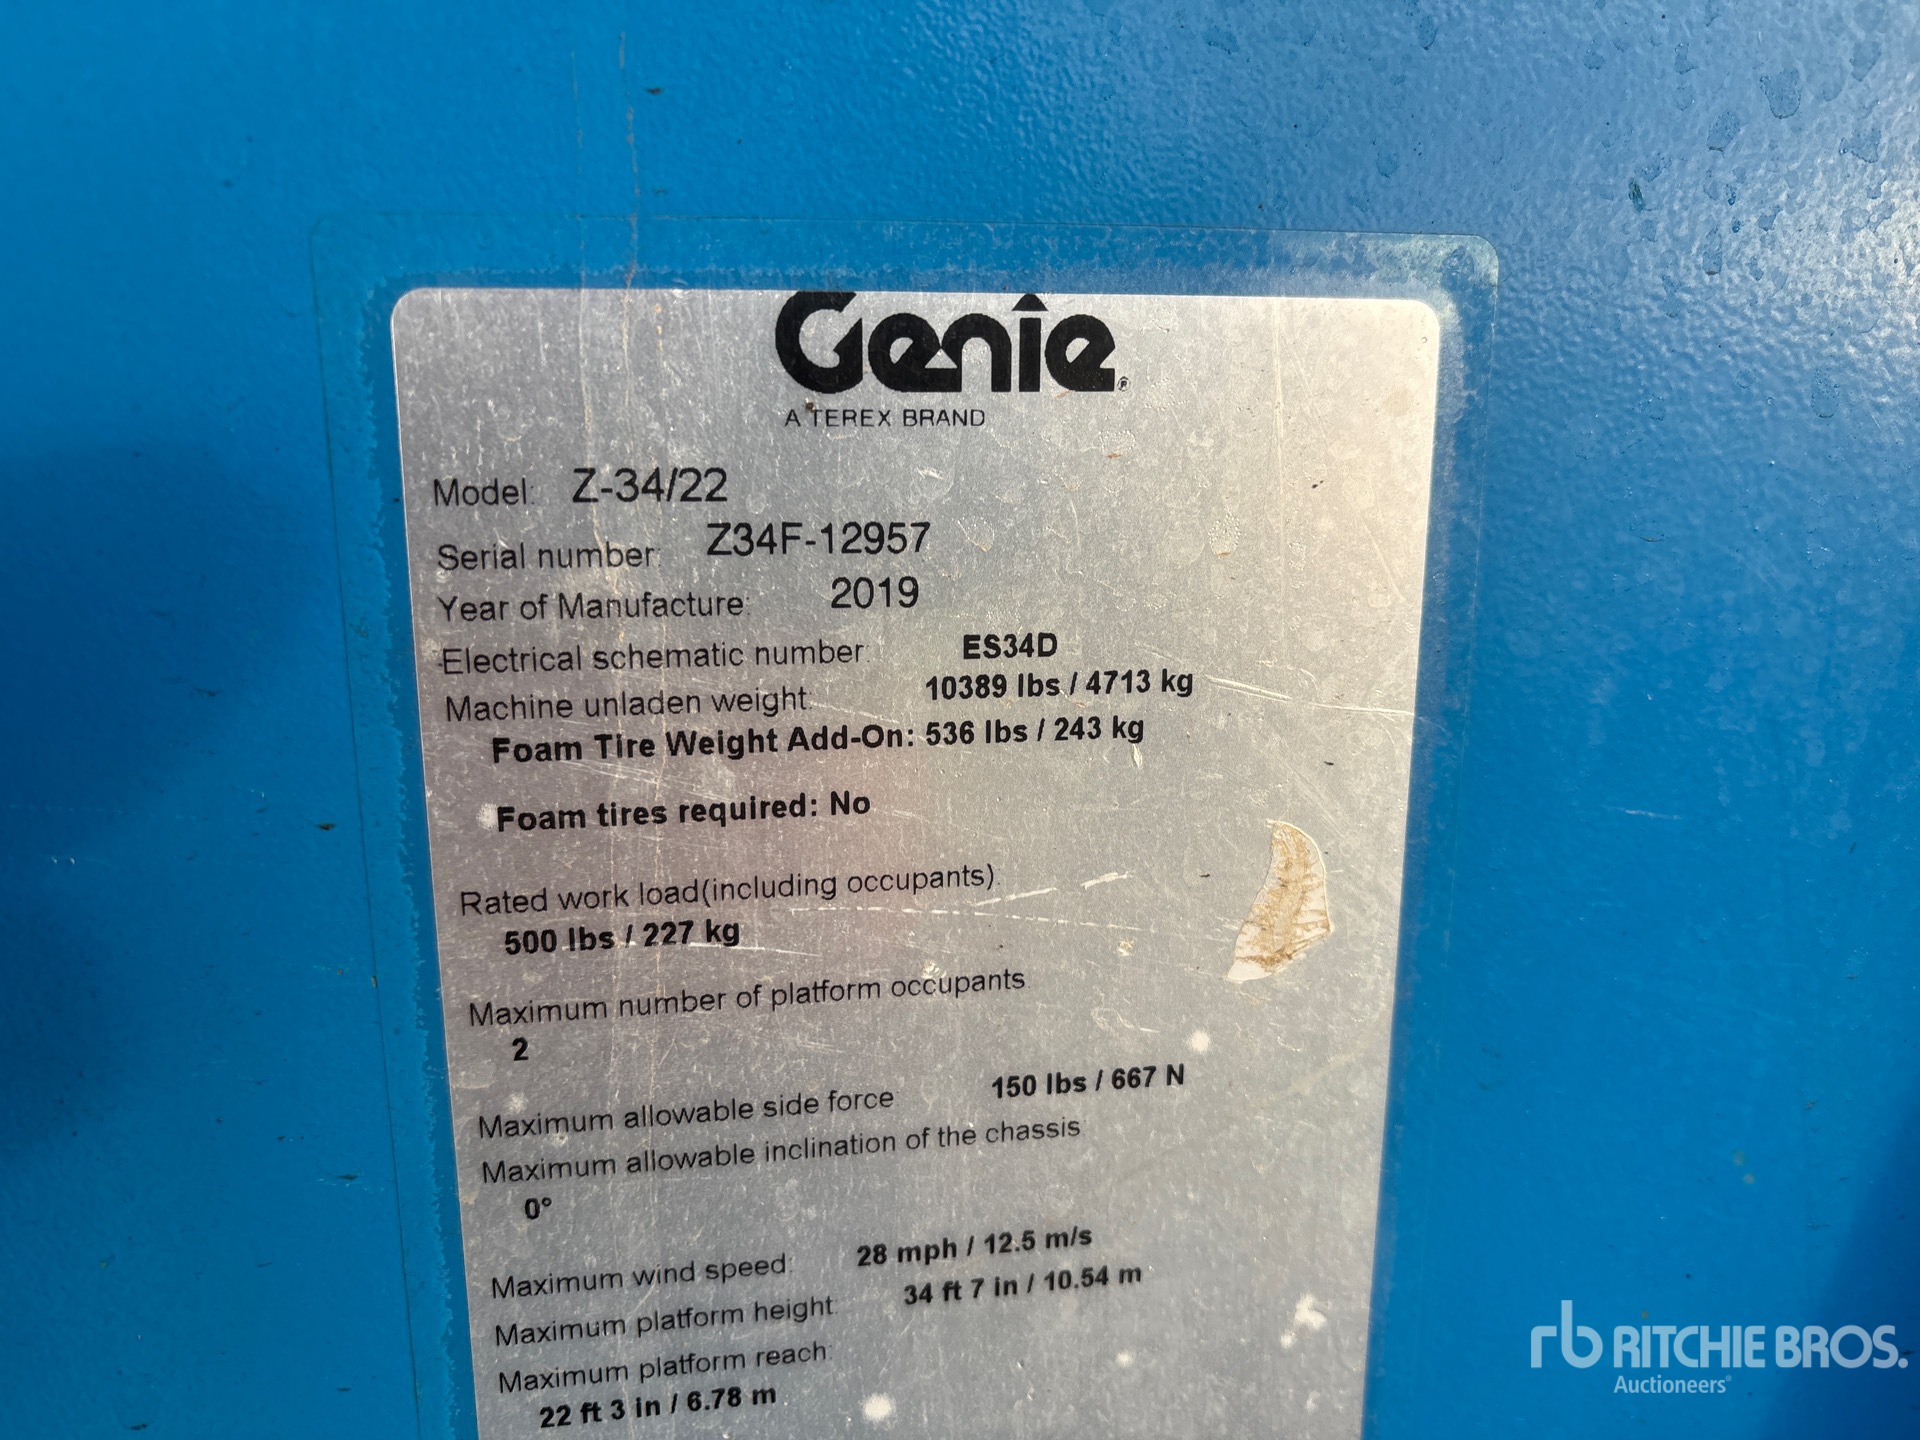 Genie®
A TEREX BRAND
Model: Z-34/22
Serial number: Z34F-12957
Year of Manufacture: 2019
Electrical schematic number: ES34D
Machine unladen weight: 10389 lbs / 4713 kg
Foam Tire Weight Add-On: 536 lbs / 243 kg
Foam tires required: No
Rated work load(including occupants):
500 lbs / 227 kg
Maximum number of platform occupants
2
Maximum allowable side force: 150 lbs / 667 N
Maximum allowable inclination of the chassis
0°
Maximum wind speed: 28 mph / 12.5 m/s
Maximum platform height: 34 ft 7 in / 10.54 m
Maximum platform reach:
22 ft 3 in / 6.78 m
rb RITCHIE BROS.
Auctioneers®